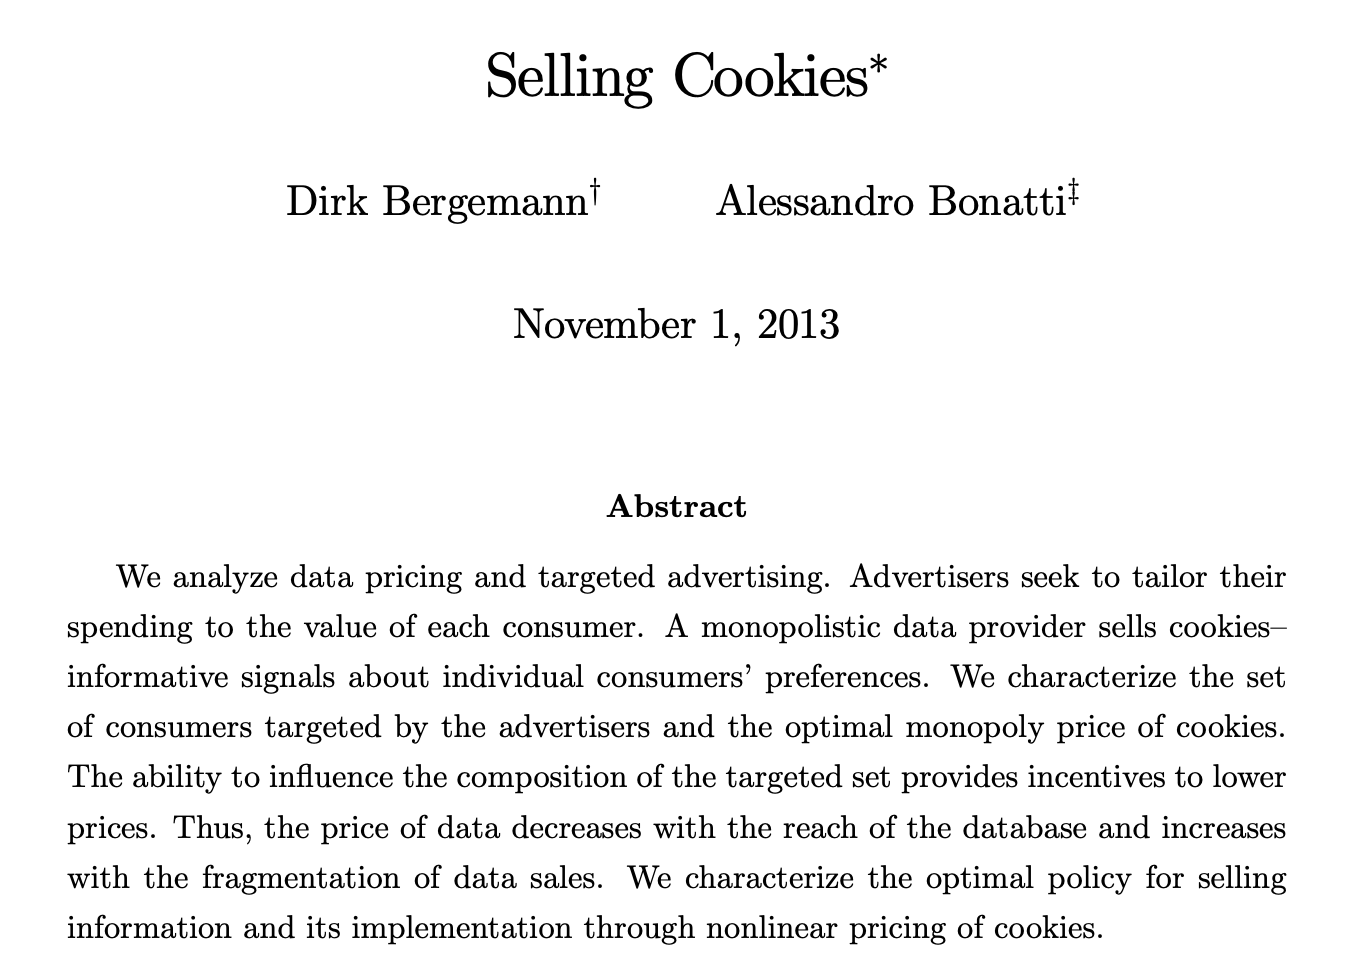 Selling Cookies*
Dirk Bergemann† Alessandro Bonatti‡
November 1, 2013
Abstract
We analyze data pricing and targeted advertising. Advertisers seek to tailor their
spending to the value of each consumer. A monopolistic data provider sells cookies–
informative signals about individual consumers’ preferences. We characterize the set
of consumers targeted by the advertisers and the optimal monopoly price of cookies.
The ability to influence the composition of the targeted set provides incentives to lower
prices. Thus, the price of data decreases with the reach of the database and increases
with the fragmentation of data sales. We characterize the optimal policy for selling
information and its implementation through nonlinear pricing of cookies.